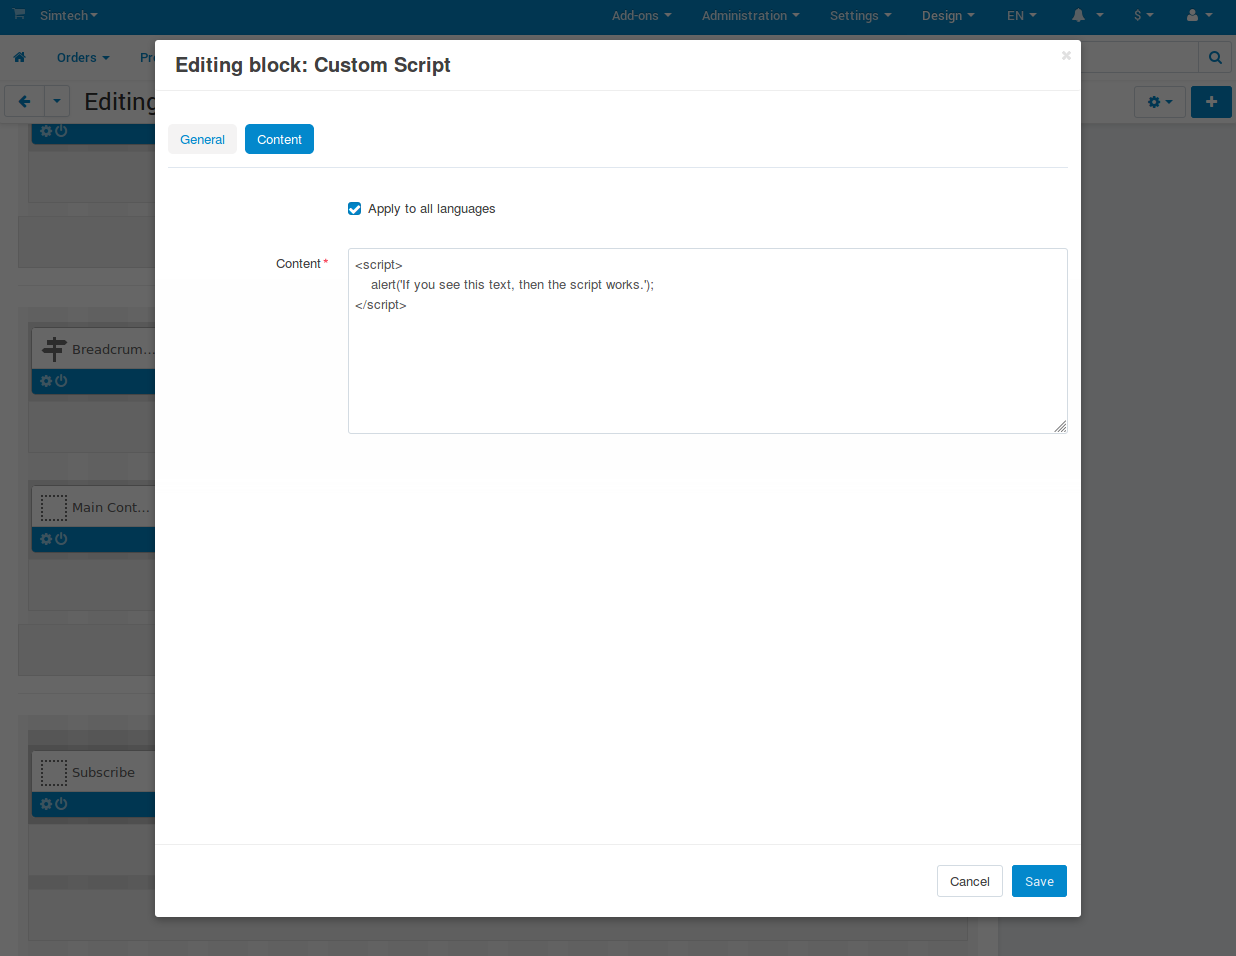 Simtech
Add-ons
Administration
Settings
Design
EN
$
Orders
Pr
Editing
Editing block: Custom Script
General
Content
Apply to all languages
Content*
<script>
alert('If you see this text, then the script works.');
</script>
Breadcrum...
Main Cont...
Subscribe
Cancel
Save